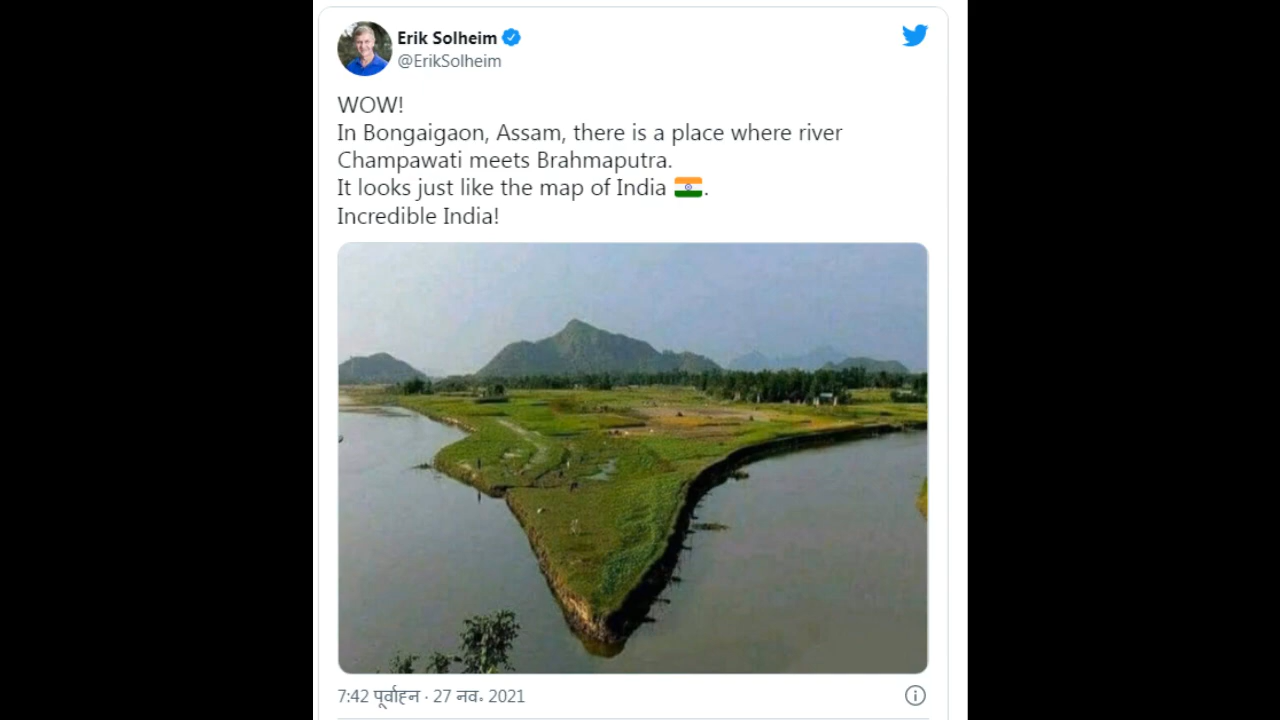 Erik Solheim
@ErikSolheim
WOW!
In Bongaigaon, Assam, there is a place where river
Champawati meets Brahmaputra.
It looks just like the map of India 🇮🇳.
Incredible India!
7:42 पूर्वाह्न · 27 नव॰ 2021